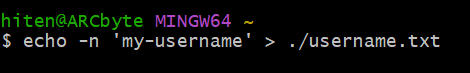 hiten@ARCbyte MINGW64 ~
$ echo -n 'my-username' > ./username.txt